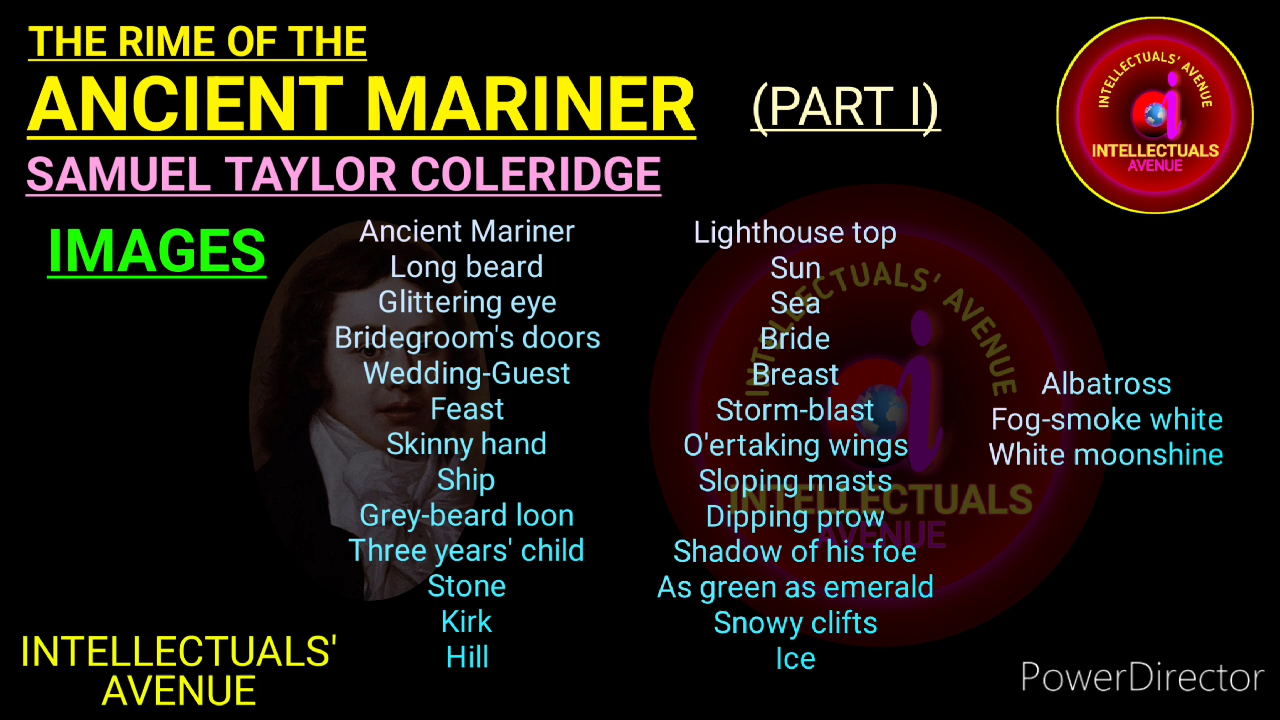 THE RIME OF THE
ANCIENT MARINER
(PART I)
SAMUEL TAYLOR COLERIDGE
INTELLECTUALS' AVENUE
i
INTELLECTUALS
AVENUE
IMAGES
Ancient Mariner
Long beard
Glittering eye
Bridegroom's doors
Wedding-Guest
Feast
Skinny hand
Ship
Grey-beard loon
Three years' child
Stone
Kirk
Hill
Lighthouse top
Sun
Sea
Bride
Breast
Storm-blast
O'ertaking wings
Sloping masts
Dipping prow
Shadow of his foe
As green as emerald
Snowy clifts
Ice
Albatross
Fog-smoke white
White moonshine
INTELLECTUALS' AVENUE
i
INTELLECTUALS
AVENUE
INTELLECTUALS'
AVENUE
PowerDirector